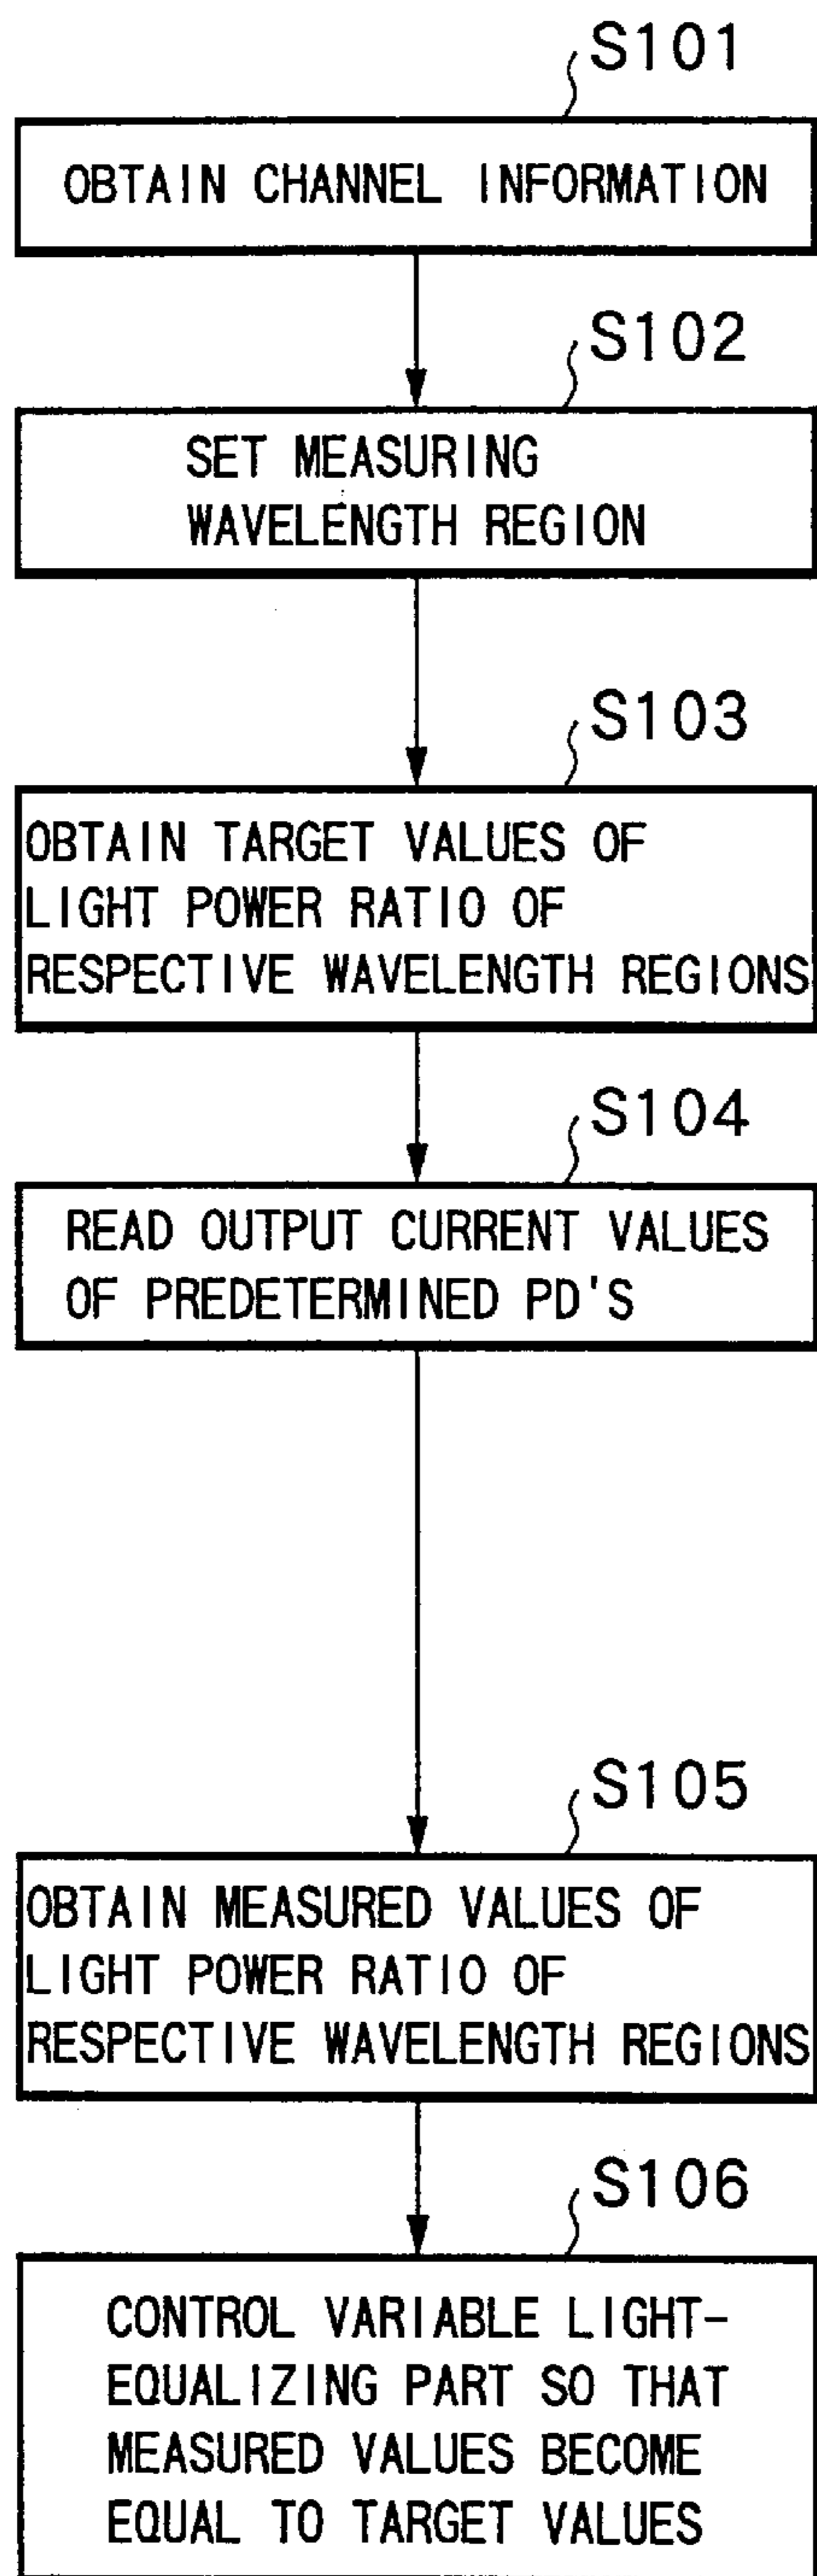 S101
OBTAIN CHANNEL INFORMATION
S102
SET MEASURING
WAVELENGTH REGION
S103
OBTAIN TARGET VALUES OF
LIGHT POWER RATIO OF
RESPECTIVE WAVELENGTH REGIONS
S104
READ OUTPUT CURRENT VALUES
OF PREDETERMINED PD'S
S105
OBTAIN MEASURED VALUES OF
LIGHT POWER RATIO OF
RESPECTIVE WAVELENGTH REGIONS
S106
CONTROL VARIABLE LIGHT-
EQUALIZING PART SO THAT
MEASURED VALUES BECOME
EQUAL TO TARGET VALUES